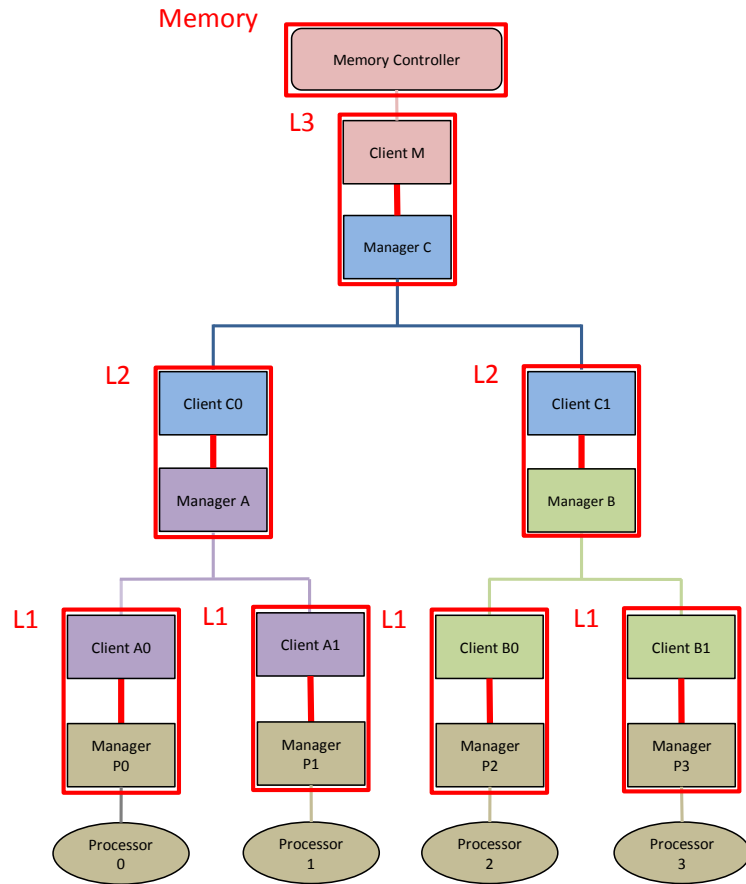 Memory
Memory Controller
L3
Client M
Manager C
L2
Client C0
Manager A
L2
Client C1
Manager B
L1
Client A0
Manager
P0
L1
Client A1
Manager
P1
L1
Client B0
Manager
P2
L1
Client B1
Manager
P3
Processor
0
Processor
1
Processor
2
Processor
3